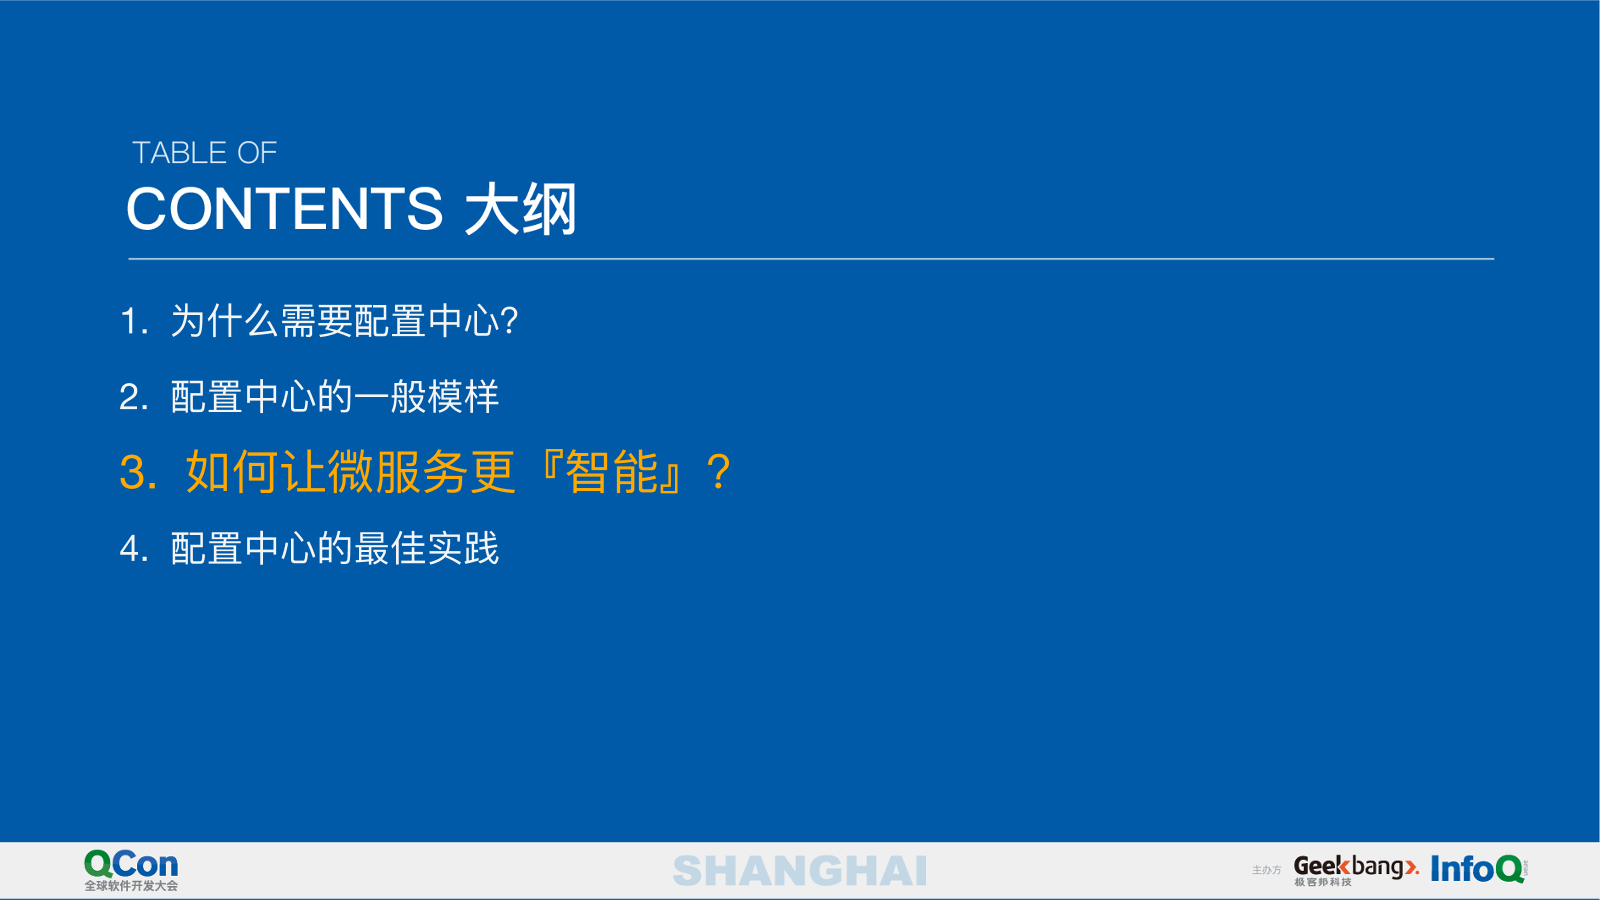 TABLE OF
CONTENTS 大纲
1. 为什么需要配置中心?
2. 配置中心的一般模样
3. 如何让微服务更『智能』?
4. 配置中心的最佳实践
QCon
全球软件开发大会
SHANGHAI
主办方
Geekbang
极客邦科技
InfoQ